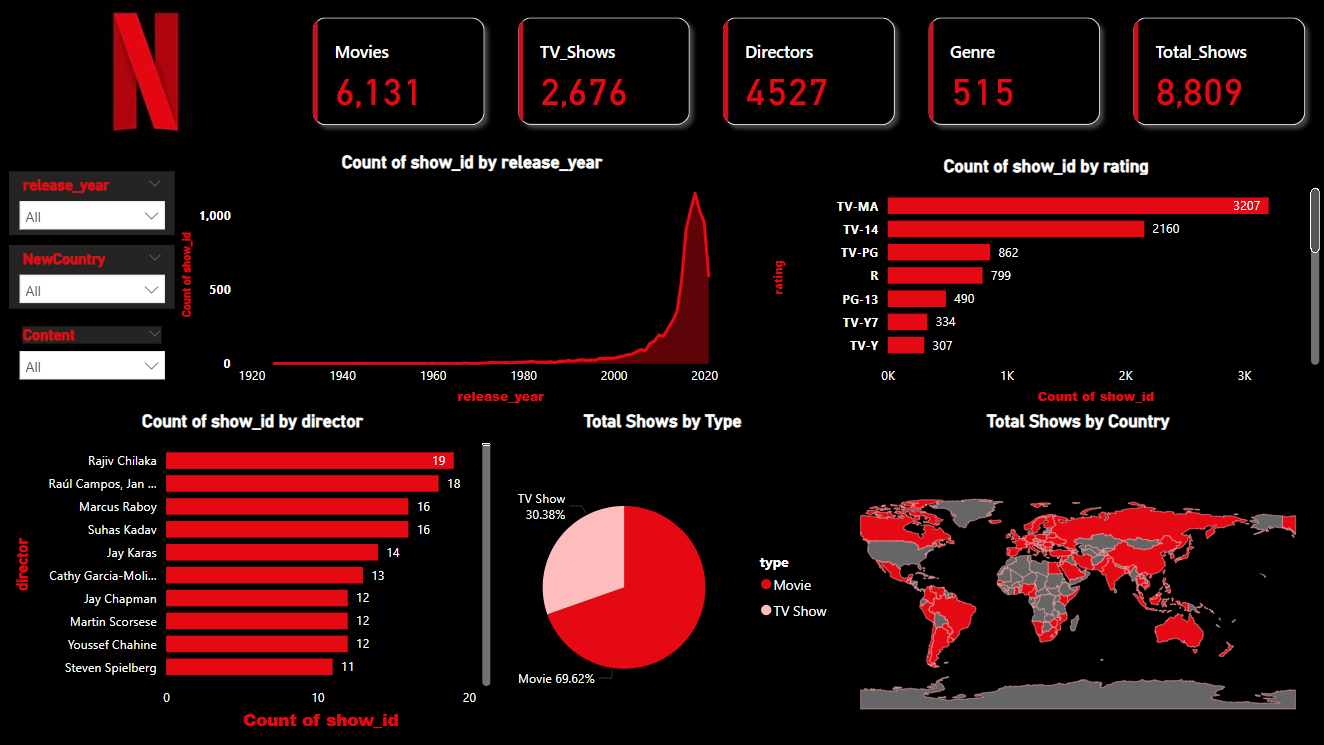 Movies
6,131
TV_Shows
2,676
Directors
4527
Genre
515
Total_Shows
8,809
release_year
All
NewCountry
All
Content
All
Count of show_id by release_year
Count of show_id
1,000
500
0
1920 1940 1960 1980 2000 2020
release_year
Count of show_id by rating
rating
TV-MA 3207
TV-14 2160
TV-PG 862
R 799
PG-13 490
TV-Y7 334
TV-Y 307
0K 1K 2K 3K
Count of show_id
Count of show_id by director
director
Rajiv Chilaka 19
Raúl Campos, Jan ... 18
Marcus Raboy 16
Suhas Kadav 16
Jay Karas 14
Cathy Garcia-Moli... 13
Jay Chapman 12
Martin Scorsese 12
Youssef Chahine 12
Steven Spielberg 11
0 10 20
Count of show_id
Total Shows by Type
TV Show
30.38%
Movie 69.62%
type
Movie
TV Show
Total Shows by Country